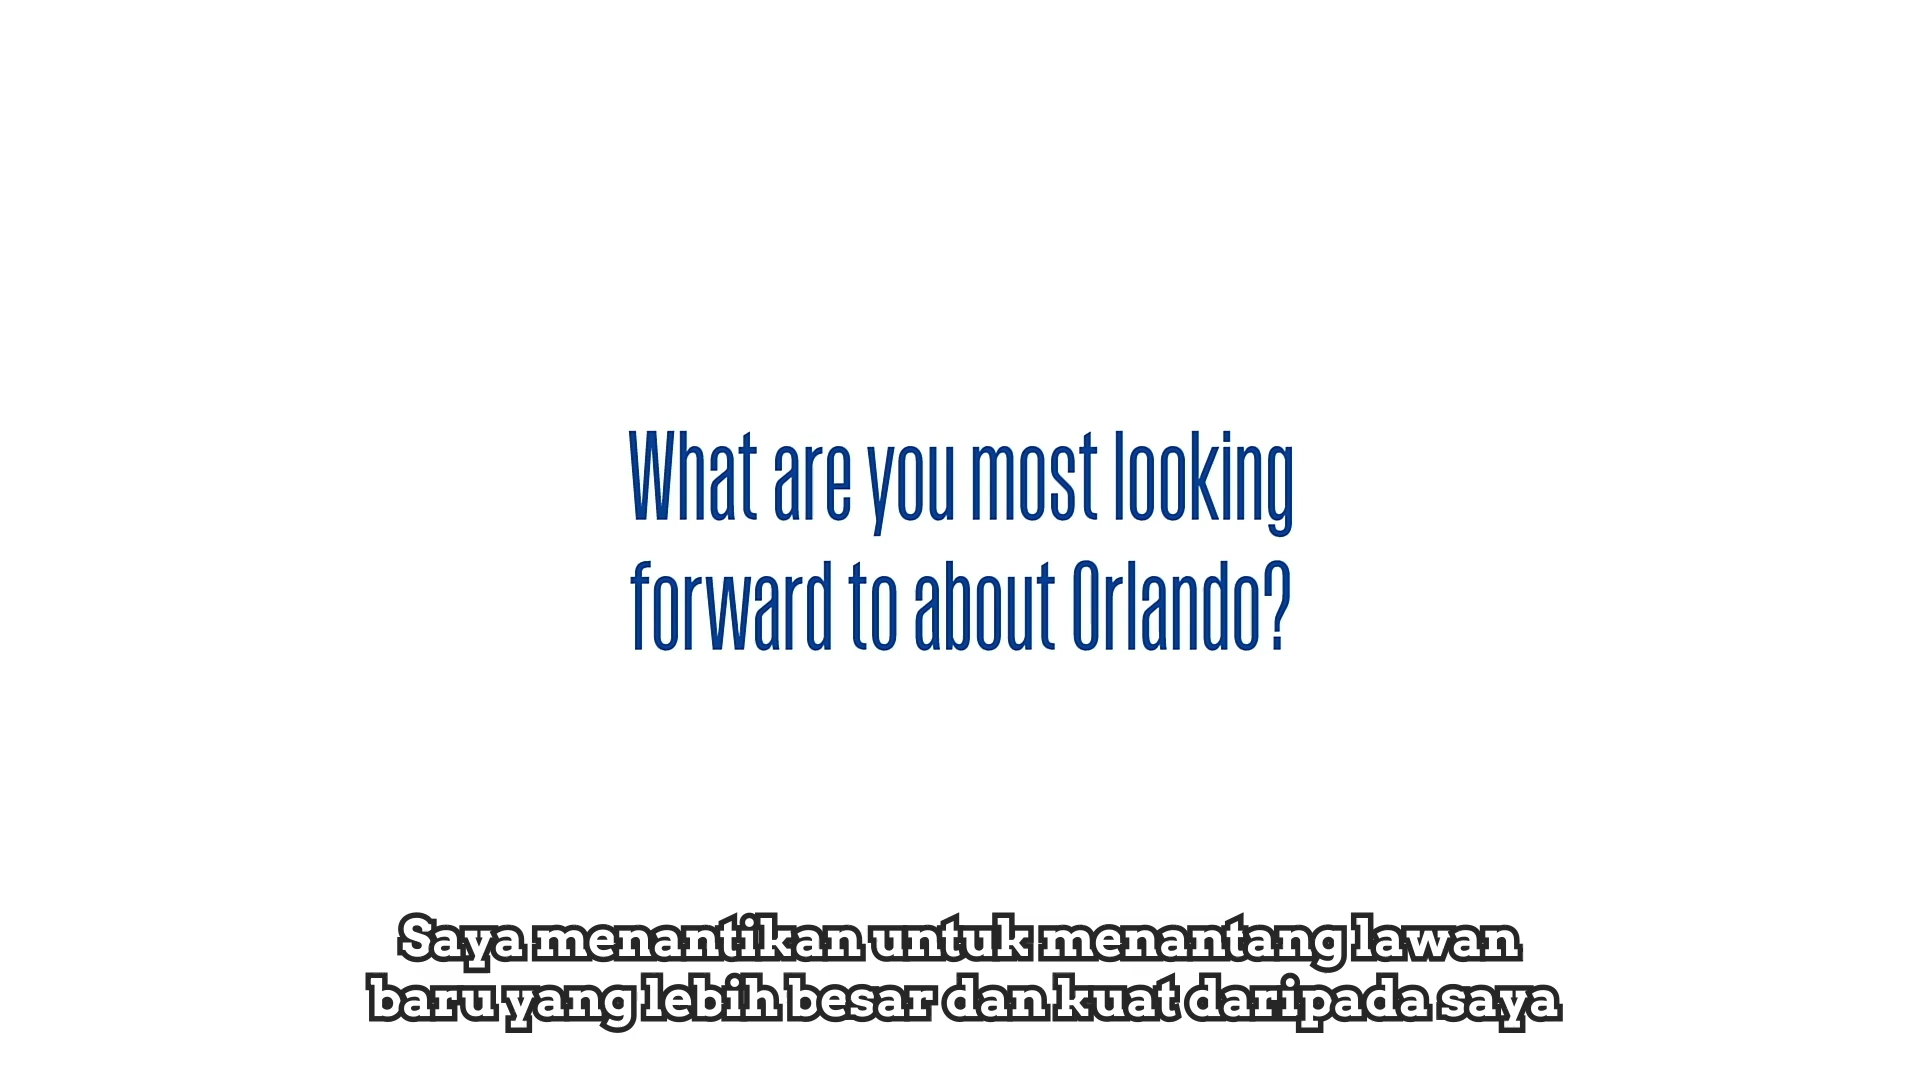 What are you most looking
forward to about Orlando?
Saya menantikan untuk menantang lawan
baru yang lebih besar dan kuat daripada saya